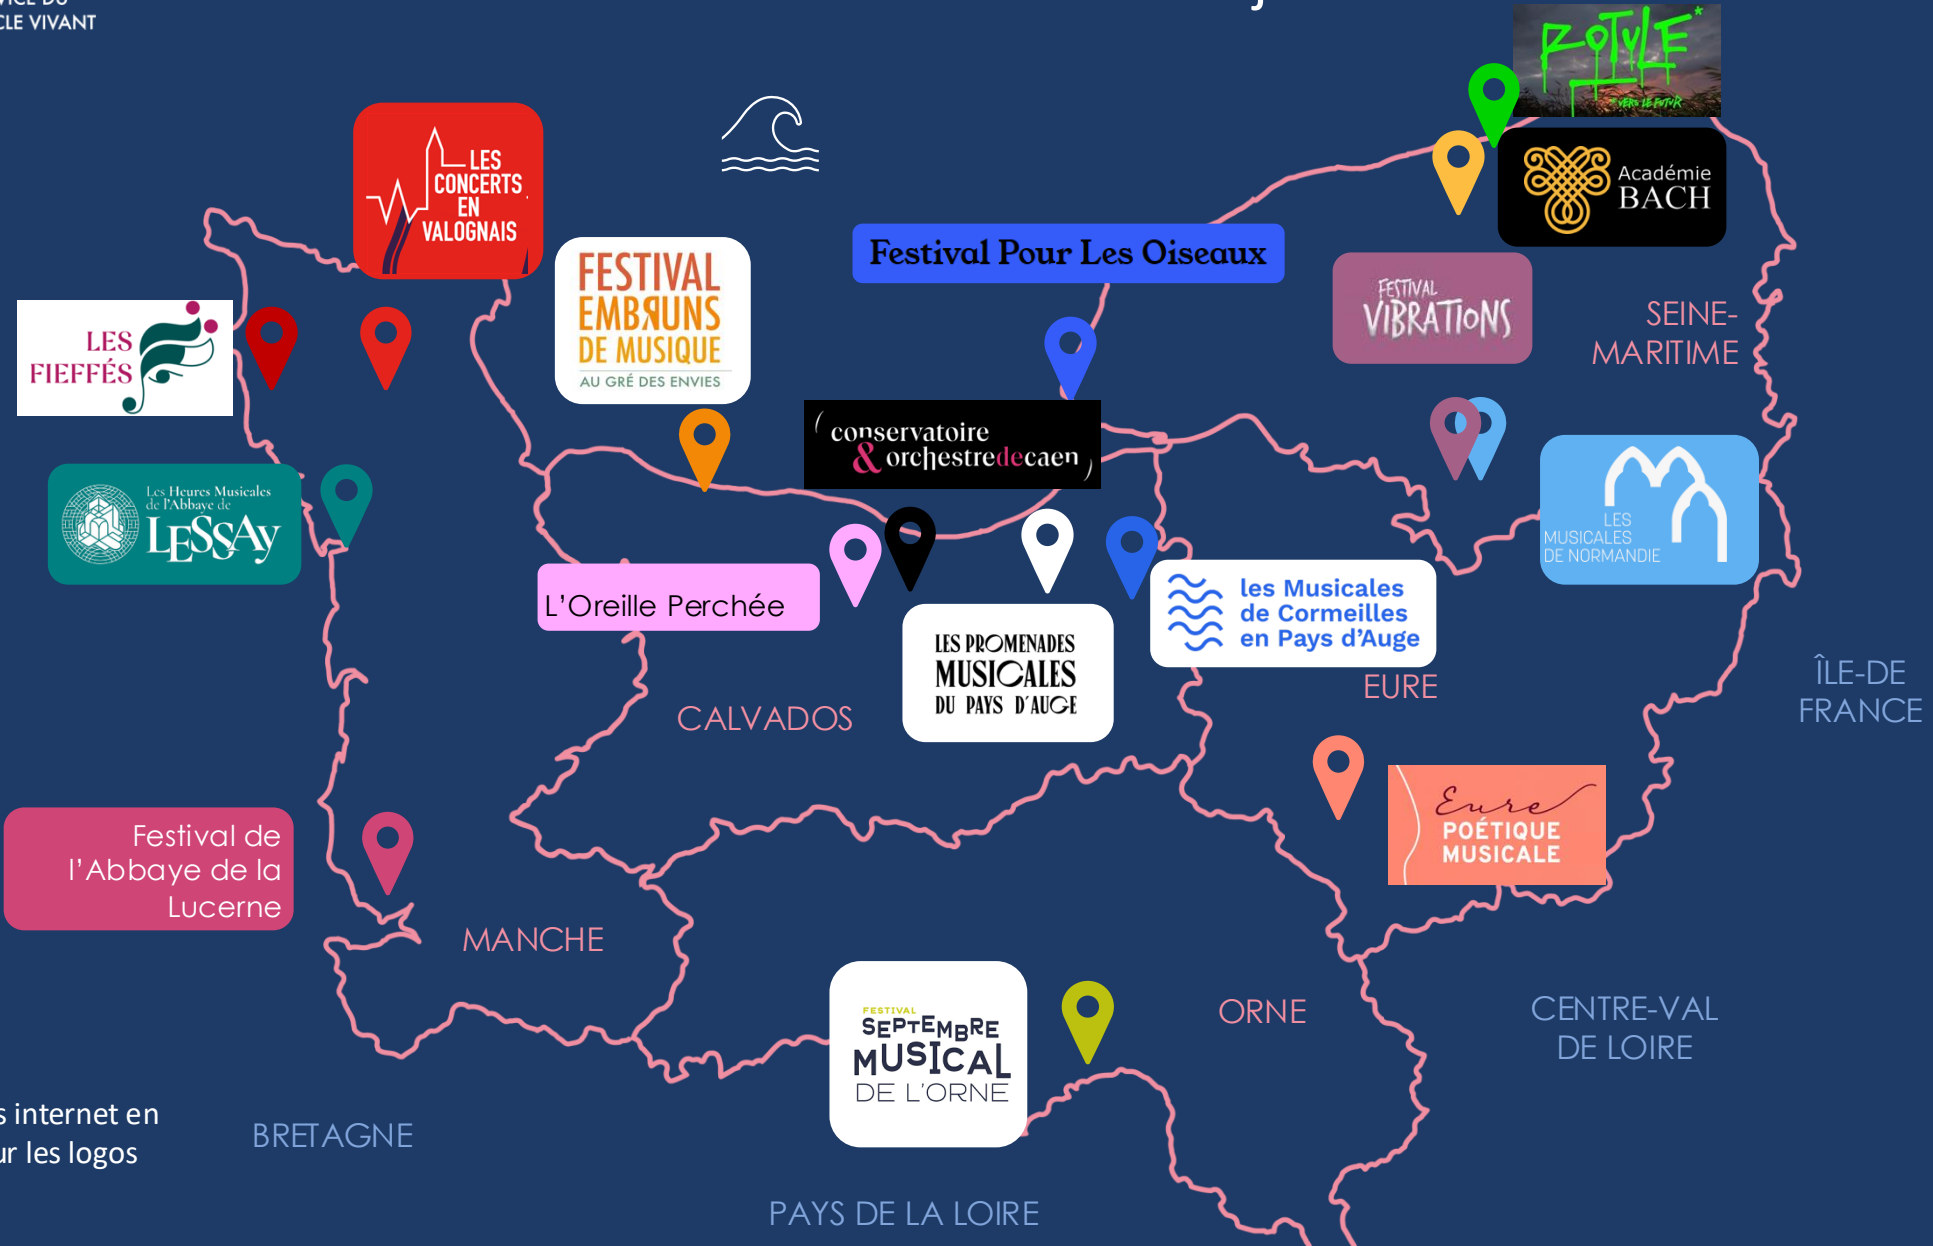 CLE VIVANT
ROTULE*
*VERS LE FUTUR
LES
CONCERTS
EN
VALOGNAIS
Académie
BACH
Festival Pour Les Oiseaux
FESTIVAL
EMBRUNS
DE MUSIQUE
AU GRÉ DES ENVIES
FESTIVAL
VIBRATIONS
SEINE-
MARITIME
LES
FIEFFÉS
(conservatoire
& orchestredecaen)
Les Heures Musicales
de l'Abbaye de
LESSAY
LES
MUSICALES
DE NORMANDIE
L'Oreille Perchée
les Musicales
de Cormeilles
en Pays d'Auge
LES PROMENADES
MUSICALES
DU PAYS D'AUGE
EURE
ÎLE-DE
FRANCE
CALVADOS
Eure
POÉTIQUE
MUSICALE
Festival de
l'Abbaye de la
Lucerne
MANCHE
FESTIVAL
SEPTEMBRE
MUSICAL
DE L'ORNE
ORNE
CENTRE-VAL
DE LOIRE
s internet en
ur les logos
BRETAGNE
PAYS DE LA LOIRE